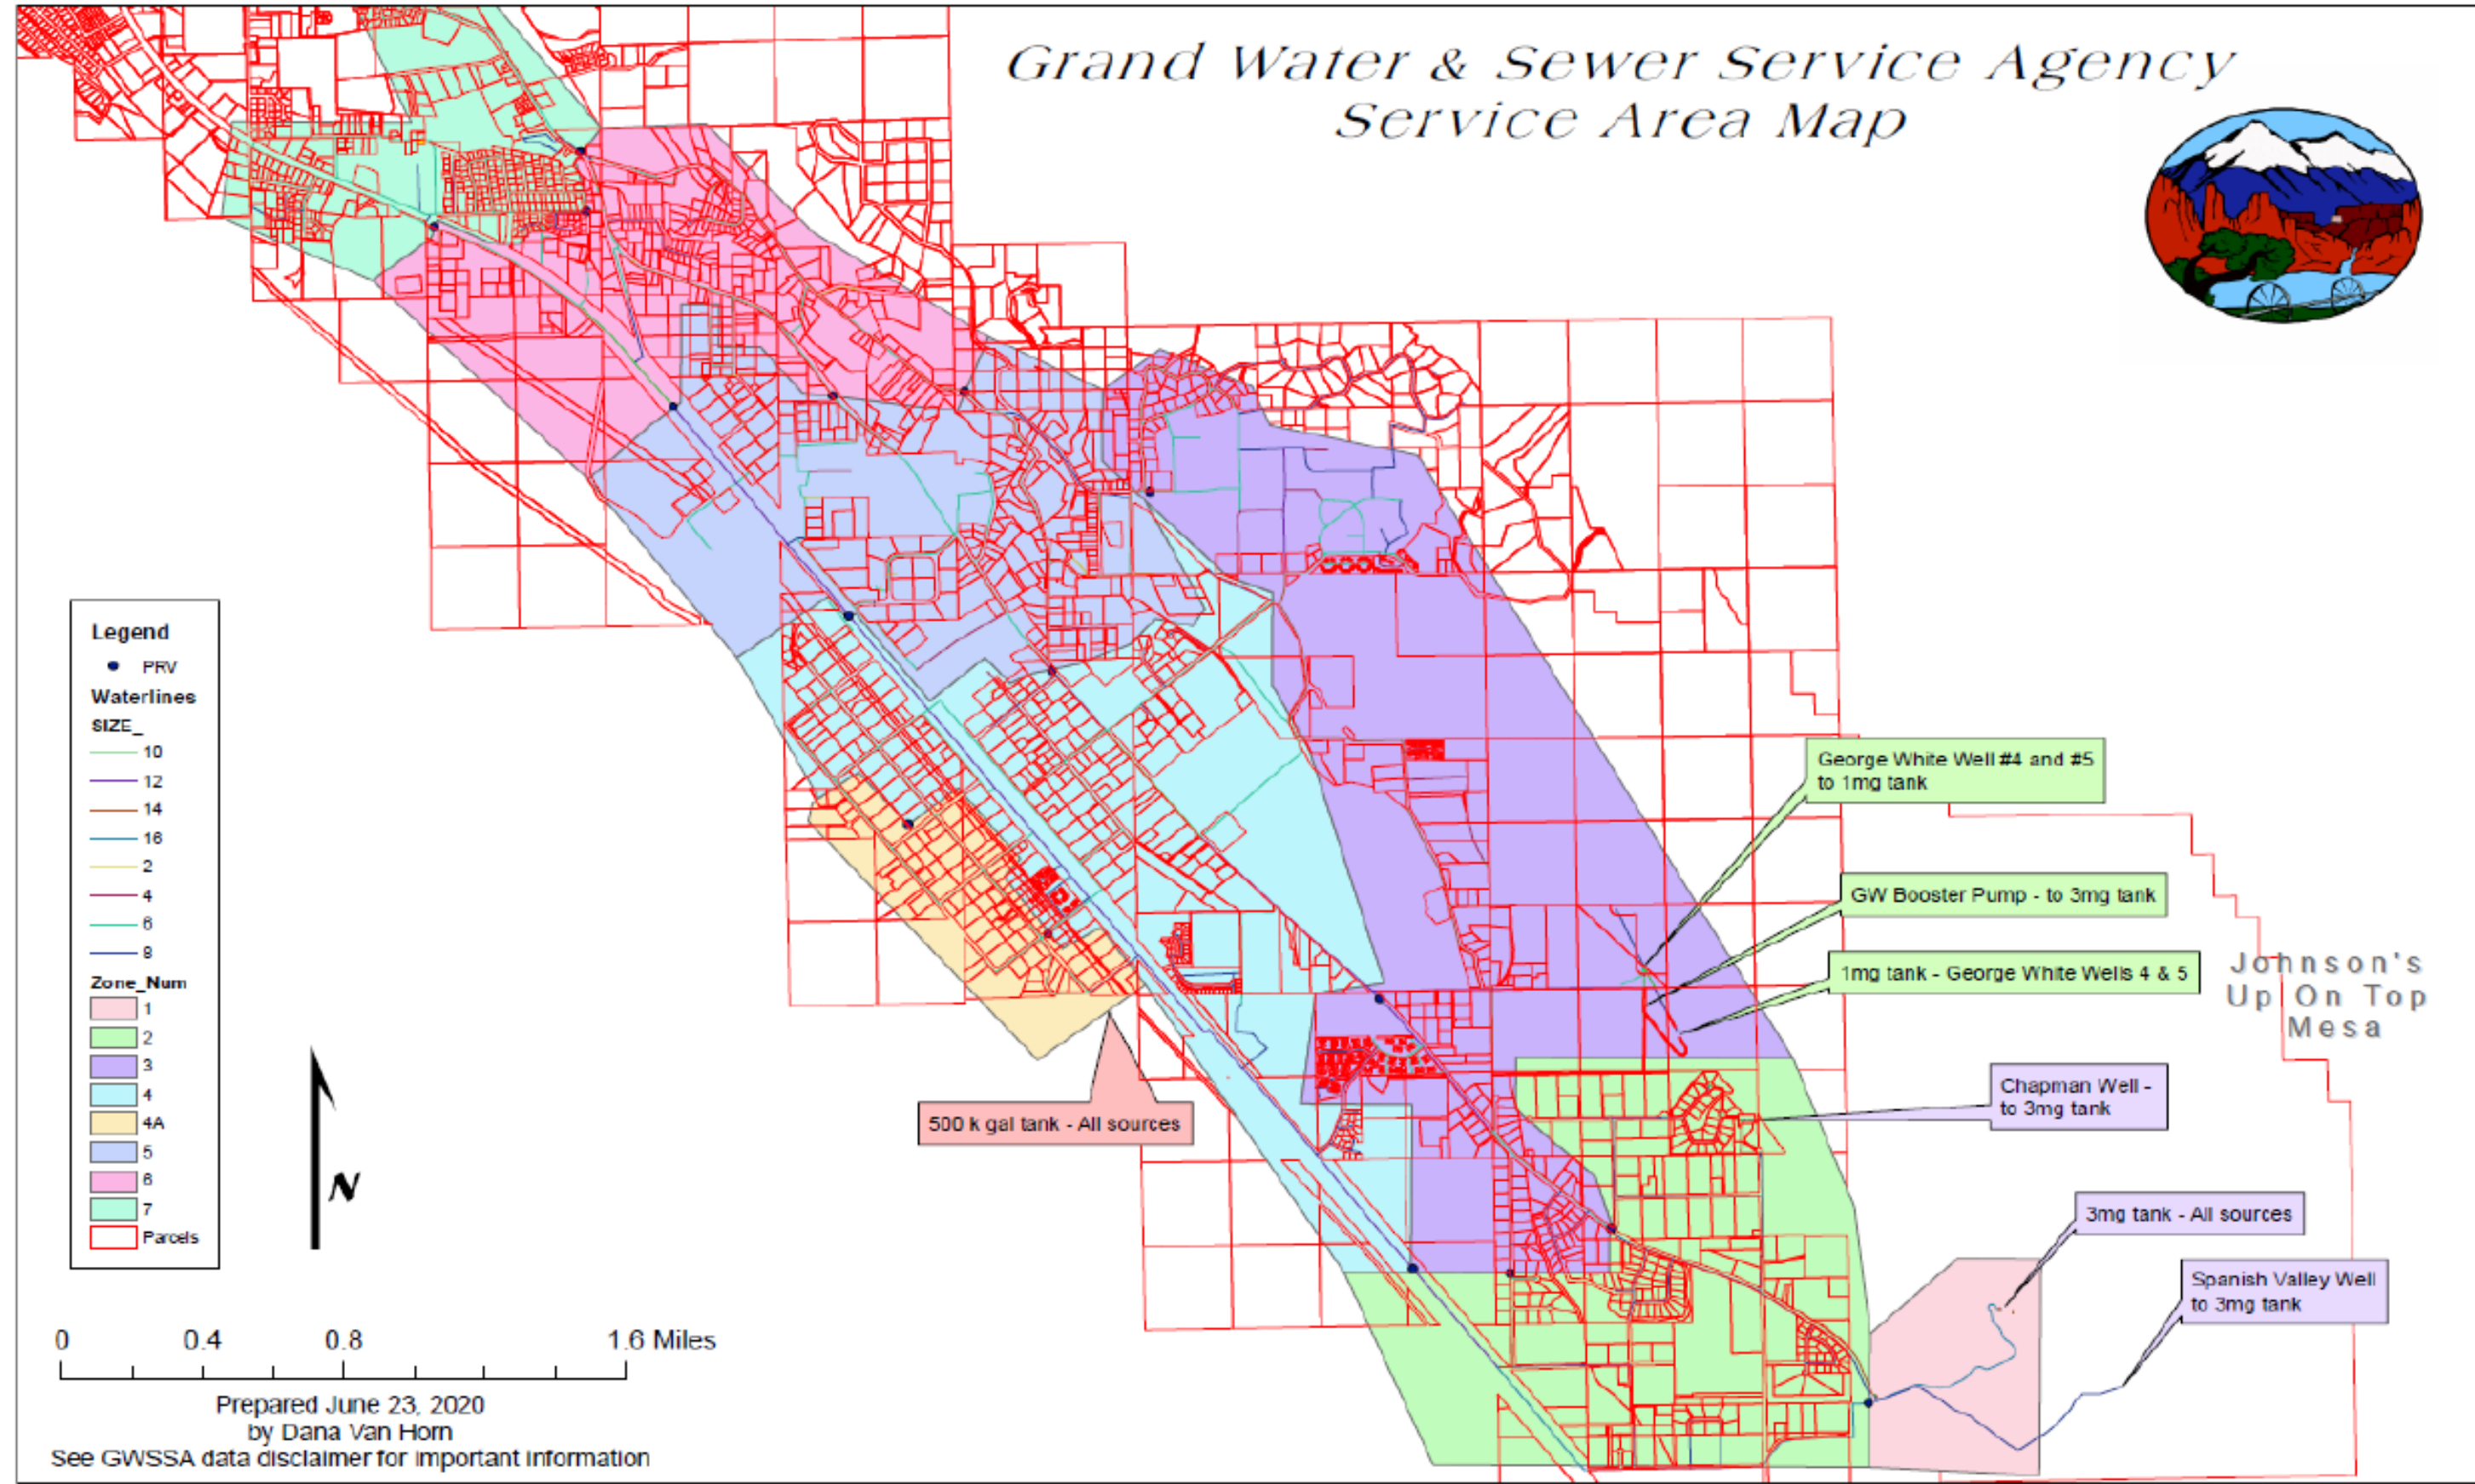 Grand Water & Sewer Service Agency
Service Area Map
Legend
PRV
Waterlines
SIZE_
10
12
14
16
2
4
6
8
Zone_Num
1
2
3
4
4A
5
6
7
Parcels
N
0 0.4 0.8 1.6 Miles
Prepared June 23, 2020
by Dana Van Horn
See GWSSA data disclaimer for important information
George White Well #4 and #5
to 1mg tank
GW Booster Pump - to 3mg tank
1mg tank - George White Wells 4 & 5
Johnson's
Up On Top
Mesa
500 k gal tank - All sources
Chapman Well -
to 3mg tank
3mg tank - All sources
Spanish Valley Well
to 3mg tank